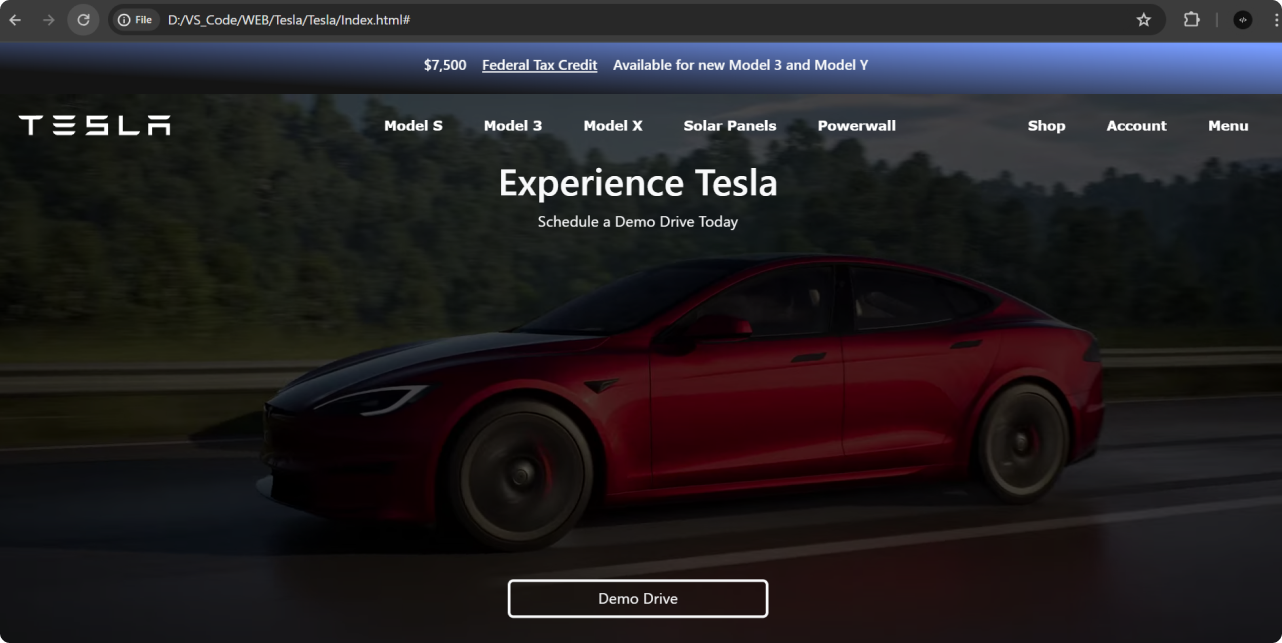 File D:/VS_Code/WEB/Tesla/Tesla/Index.html#
$7,500 Federal Tax Credit Available for new Model 3 and Model Y
TESLA Model S Model 3 Model X Solar Panels Powerwall Shop Account Menu
Experience Tesla
Schedule a Demo Drive Today
Demo Drive